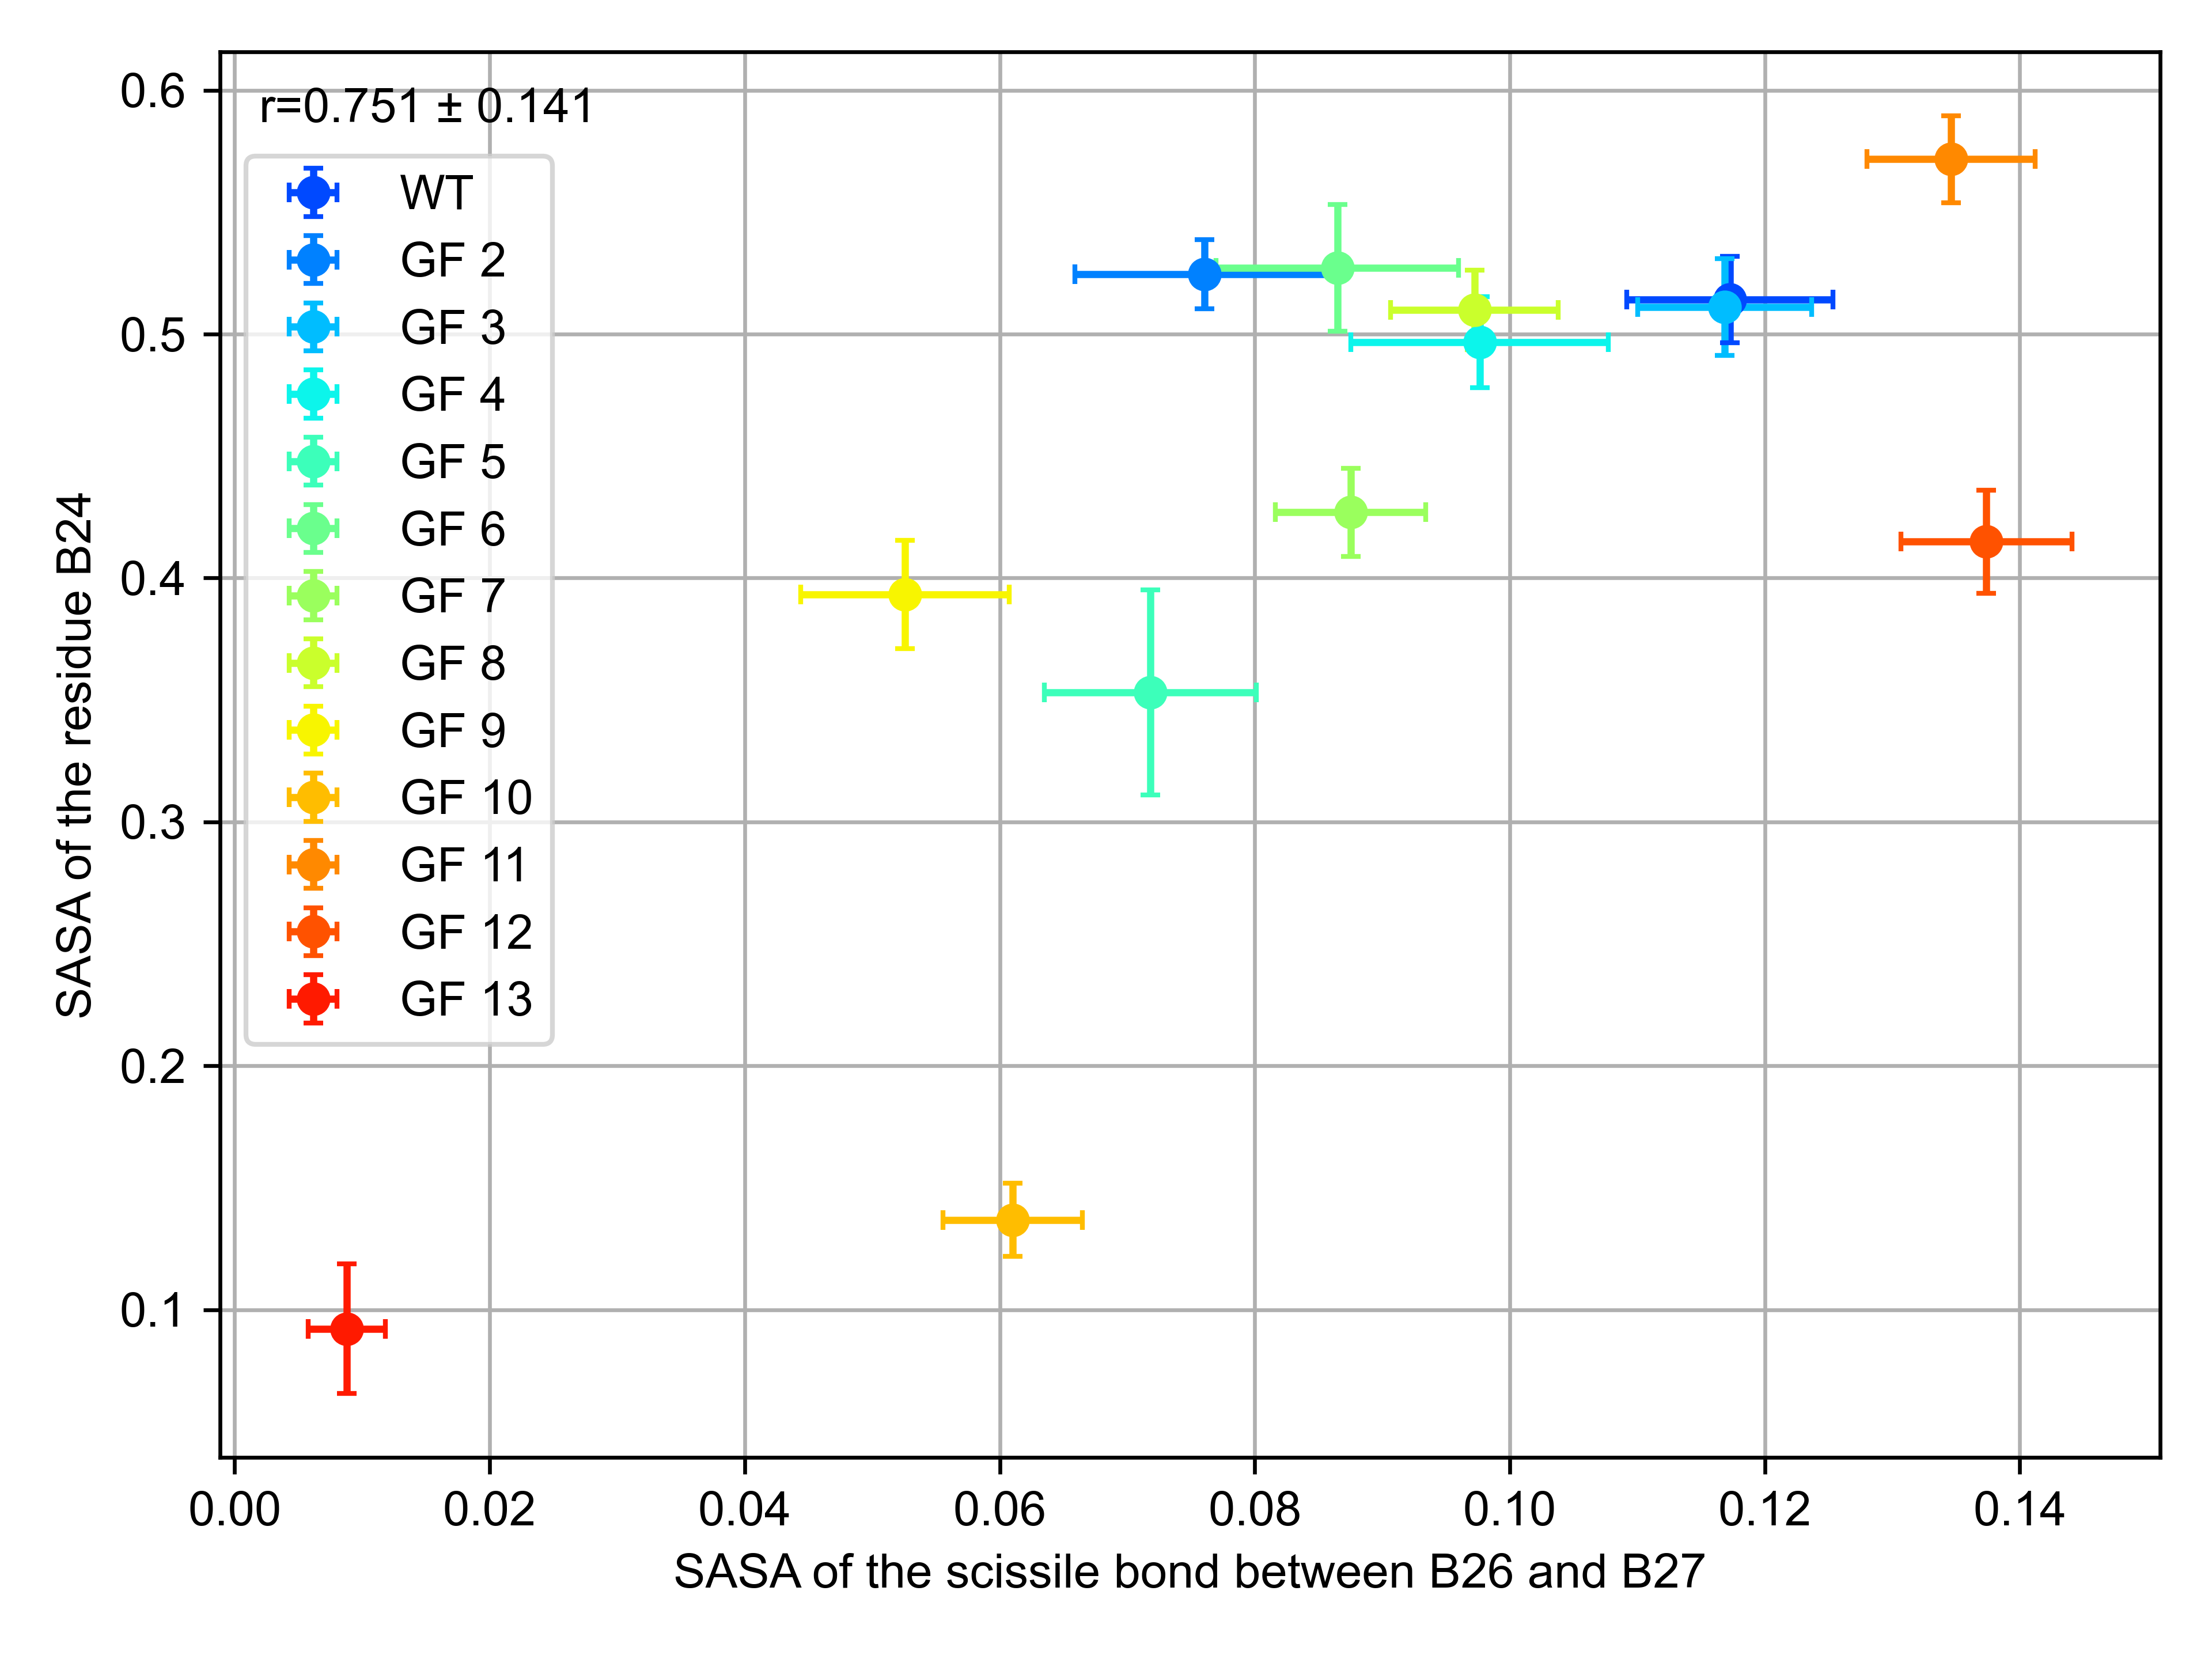 r=0.751 ± 0.141
WT
GF 2
GF 3
GF 4
GF 5
GF 6
GF 7
GF 8
GF 9
GF 10
GF 11
GF 12
GF 13
0.6
0.5
0.4
0.3
0.2
0.1
SASA of the residue B24
0.00 0.02 0.04 0.06 0.08 0.10 0.12 0.14
SASA of the scissile bond between B26 and B27